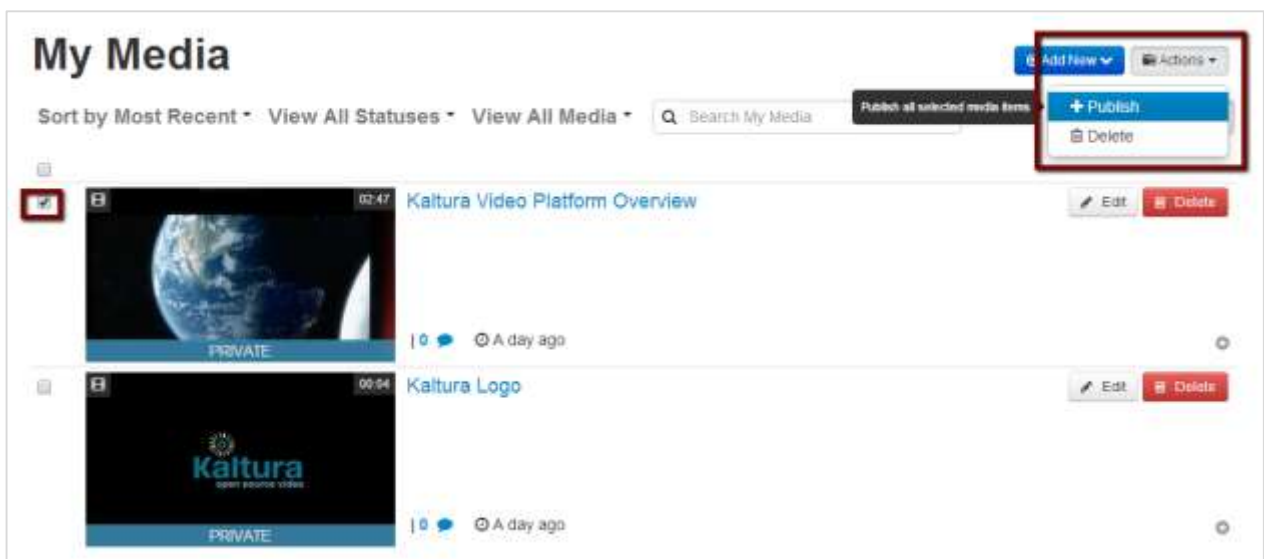 My Media
Add New
Actions
Sort by Most Recent View All Statuses View All Media
Search My Media
Publish all selected media items
+ Publish
Delete
02:47
Kaltura Video Platform Overview
Edit
Delete
PRIVATE
| 0 A day ago
00:04
Kaltura Logo
Edit
Delete
Kaltura
open source video
PRIVATE
| 0 A day ago